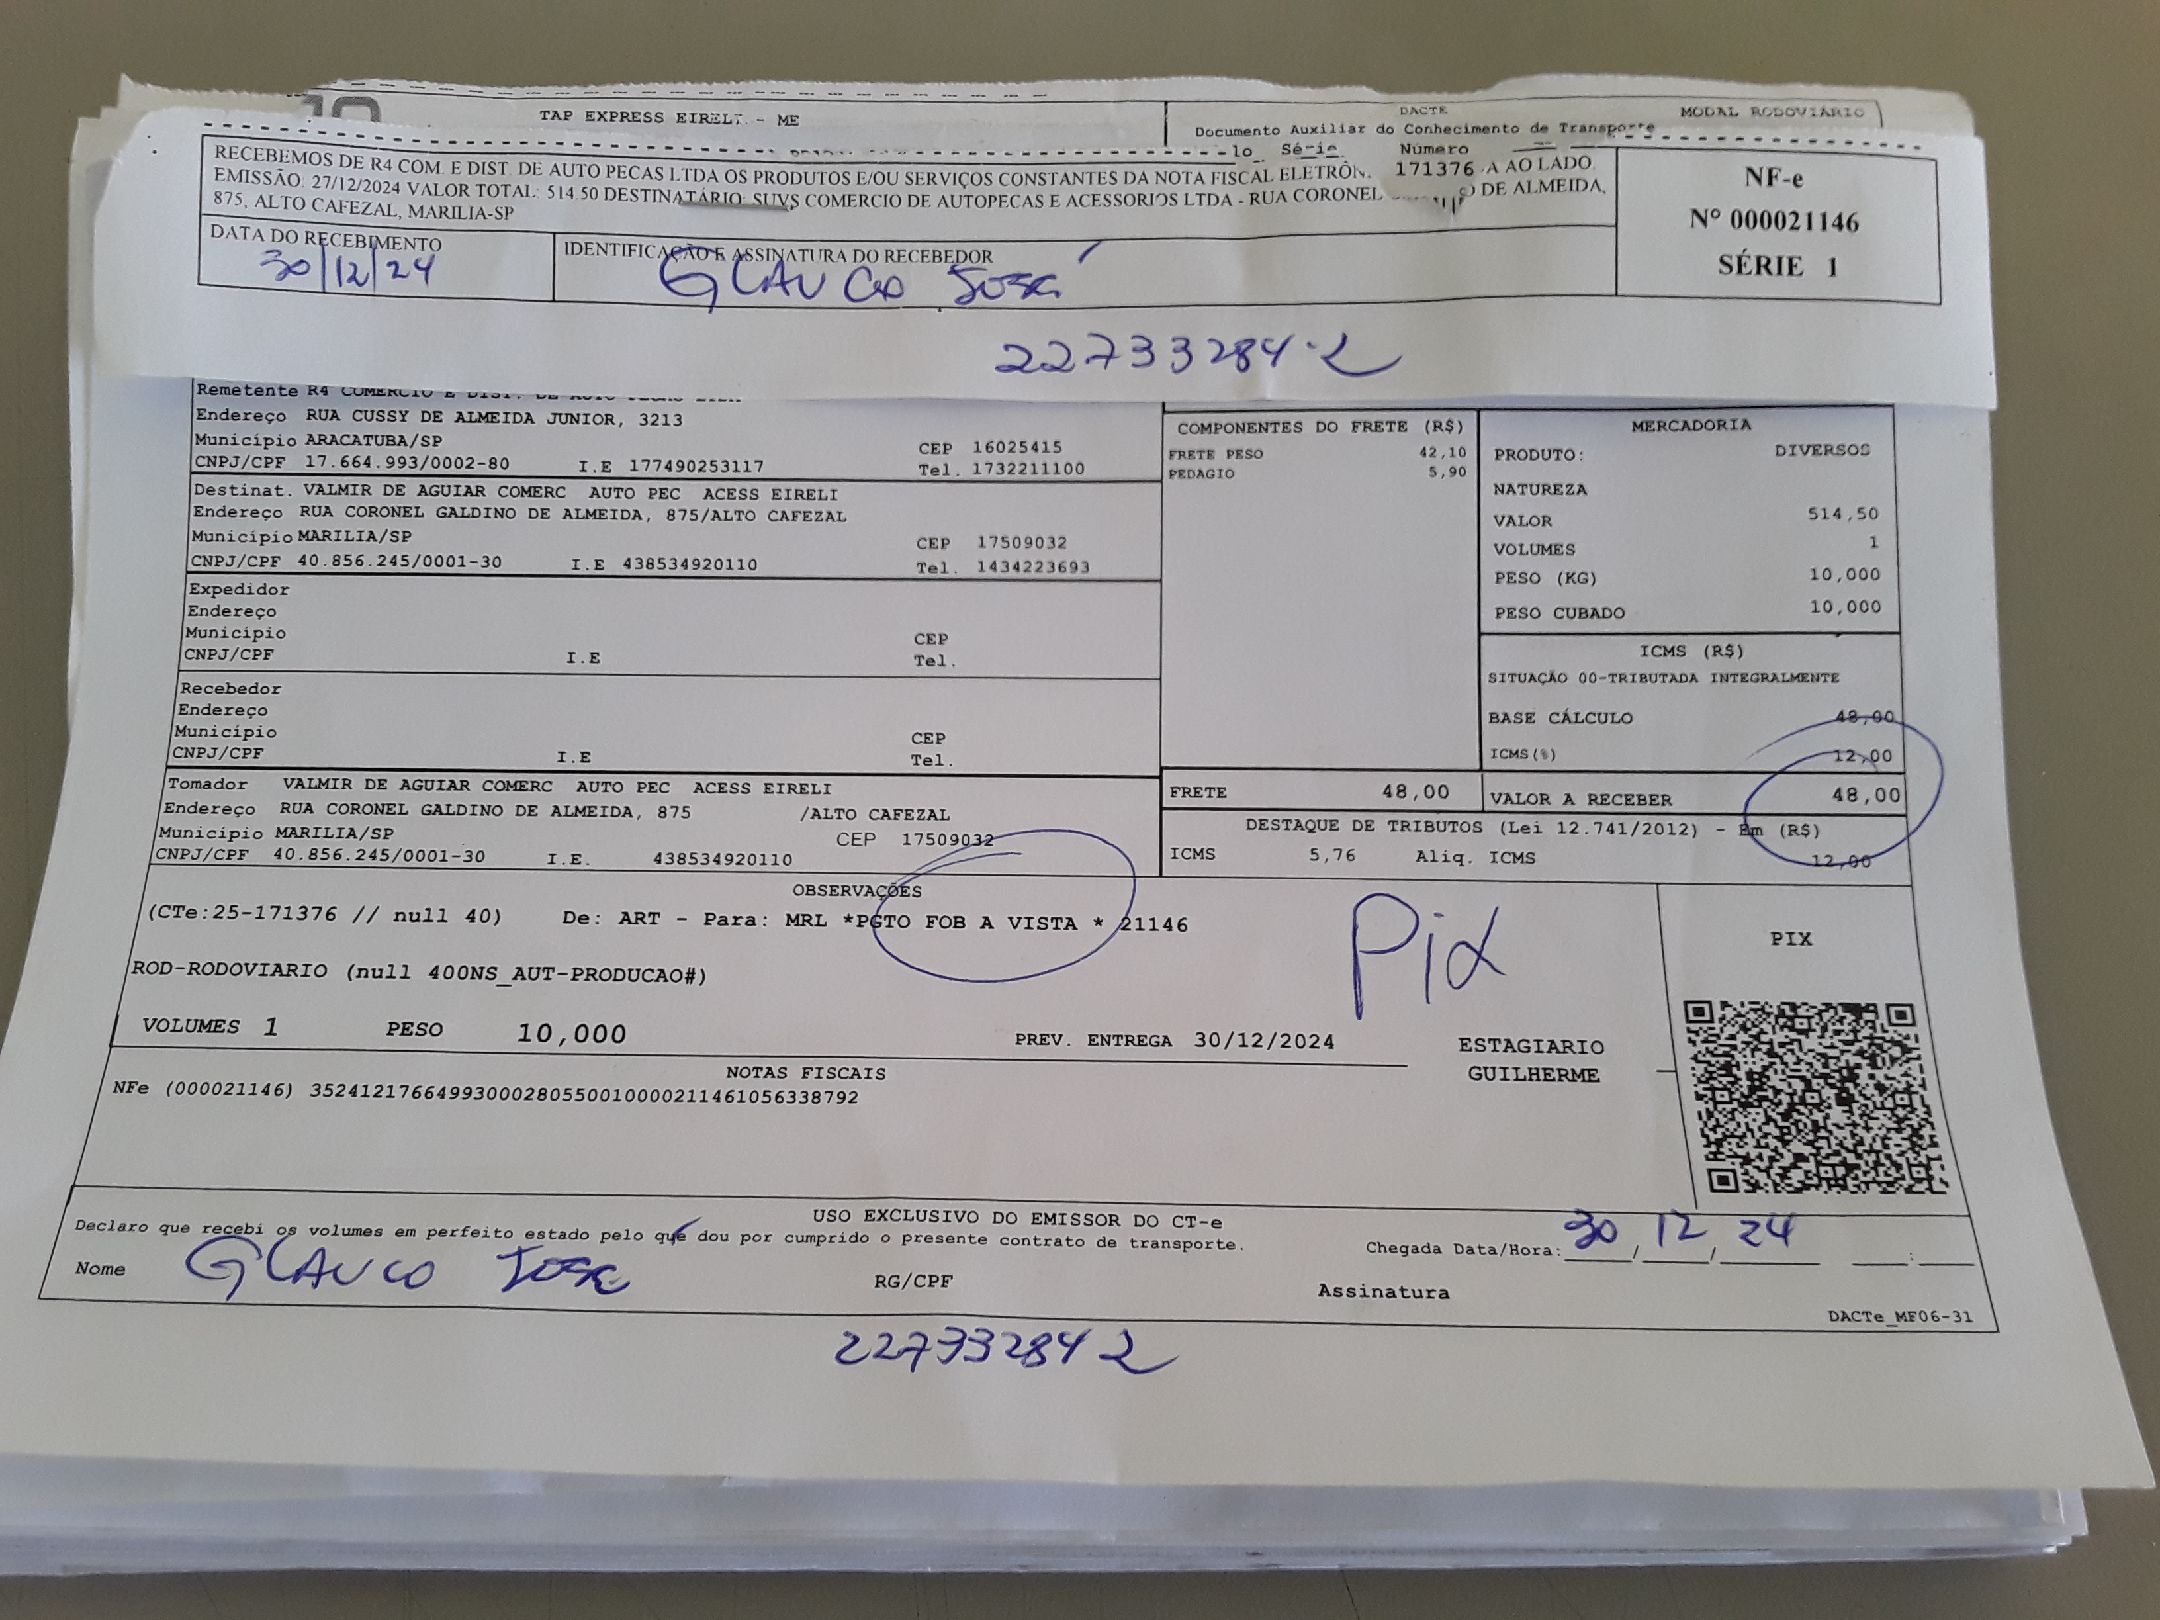 TAP EXPRESS EIRELI - ME
DACTE
MODAL RODOVIÁRIO
Documento Auxiliar do Conhecimento de Transporte
Série Número
171376
RECEBEMOS DE R4 COM. E DIST. DE AUTO PECAS LTDA OS PRODUTOS E/OU SERVIÇOS CONSTANTES DA NOTA FISCAL AO LADO.
EMISSÃO: 27/12/2024 VALOR TOTAL: 514,50 DESTINATÁRIO: SUVS COMERCIO DE AUTOPECAS E ACESSORIOS LTDA - RUA CORONEL DE ALMEIDA,
875, ALTO CAFEZAL, MARILIA-SP
NF-e
Nº 000021146
SÉRIE 1
DATA DO RECEBIMENTO
30/12/24
IDENTIFICAÇÃO E ASSINATURA DO RECEBEDOR
GLAUCO JOSÉ
22733284-2
Remetente R4 COMERCIO E DIST. DE
Endereço RUA CUSSY DE ALMEIDA JUNIOR, 3213
Município ARACATUBA/SP CEP 16025415
CNPJ/CPF 17.664.993/0002-80 I.E 177490253117 Tel. 1732211100
Destinat. VALMIR DE AGUIAR COMERC AUTO PEC ACESS EIRELI
Endereço RUA CORONEL GALDINO DE ALMEIDA, 875/ALTO CAFEZAL
Município MARILIA/SP CEP 17509032
CNPJ/CPF 40.856.245/0001-30 I.E 438534920110 Tel. 1434223693
Expedidor
Endereço
Município CEP
CNPJ/CPF I.E Tel.
Recebedor
Endereço
Município CEP
CNPJ/CPF I.E Tel.
Tomador VALMIR DE AGUIAR COMERC AUTO PEC ACESS EIRELI
Endereço RUA CORONEL GALDINO DE ALMEIDA, 875 /ALTO CAFEZAL
Município MARILIA/SP CEP 17509032
CNPJ/CPF 40.856.245/0001-30 I.E. 438534920110
COMPONENTES DO FRETE (R$)
FRETE PESO 42,10
PEDAGIO 5,90
MERCADORIA
PRODUTO: DIVERSOS
NATUREZA
VALOR 514,50
VOLUMES 1
PESO (KG) 10,000
PESO CUBADO 10,000
ICMS (R$)
SITUAÇÃO 00-TRIBUTADA INTEGRALMENTE
BASE CÁLCULO 48,00
ICMS(%) 12,00
FRETE 48,00 VALOR A RECEBER 48,00
DESTAQUE DE TRIBUTOS (Lei 12.741/2012) - Em (R$)
ICMS 5,76 Aliq. ICMS 12,00
OBSERVAÇÕES
(CTe:25-171376 // null 40) De: ART - Para: MRL *PGTO FOB A VISTA * 21146
Pix
PIX
ROD-RODOVIARIO (null 400NS_AUT-PRODUCAO#)
VOLUMES 1 PESO 10,000 PREV. ENTREGA 30/12/2024
ESTAGIARIO
GUILHERME
NOTAS FISCAIS
NFe (000021146) 35241217664993000280550010000211461056338792
USO EXCLUSIVO DO EMISSOR DO CT-e
Declaro que recebi os volumes em perfeito estado pelo que dou por cumprido o presente contrato de transporte.
Chegada Data/Hora: 30/12/24 :
Nome GLAUCO JOSÉ RG/CPF Assinatura
DACTe_MF06-31
22733284 2